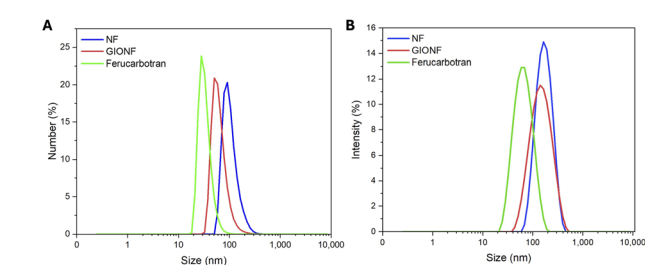 A
NF
GIONF
Ferucarbotran
Number (%)
25
20
15
10
5
0
0 1 10 100 1,000 10,000
Size (nm)
B
NF
GIONF
Ferucarbotran
Intensity (%)
16
14
12
10
8
6
4
2
0
0 1 10 100 1,000 10,000
Size (nm)